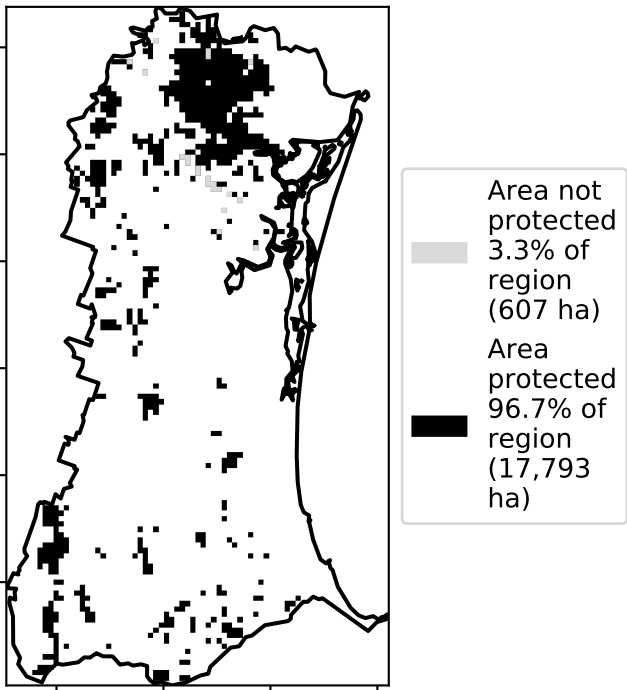 Area not
protected
3.3% of
region
(607 ha)
Area
protected
96.7% of
region
(17,793
ha)